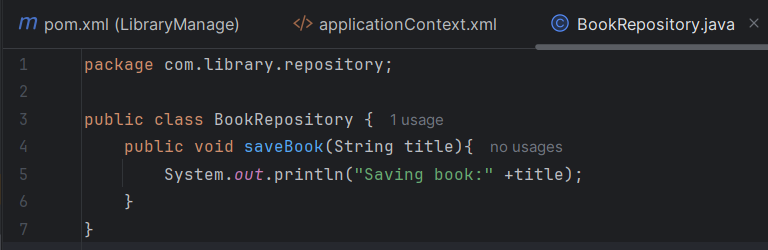 m pom.xml (LibraryManage) </> applicationContext.xml © BookRepository.java ×
1 package com.library.repository;
2
3 public class BookRepository { 1 usage
4 public void saveBook(String title){ no usages
5 System.out.println("Saving book:" +title);
6 }
7 }